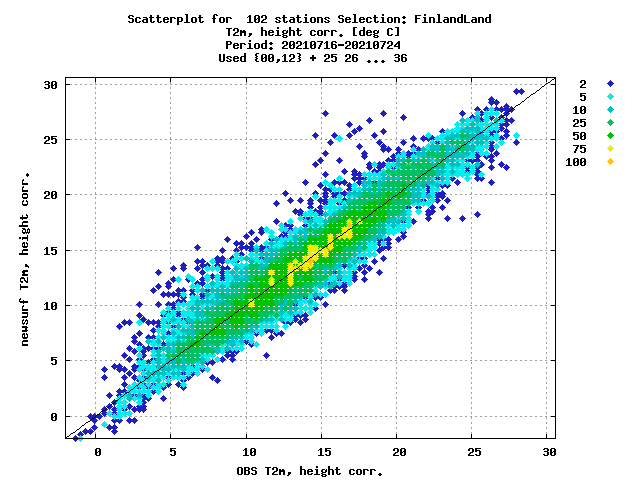 Scatterplot for  102 stations Selection: FinlandLand
T2m, height corr. [deg C]
Period: 20210716-20210724
Used {00,12} + 25 26 ... 36
30
25
20
15
10
5
0
newsurf T2m, height corr.
2
5
10
25
50
75
100
0 5 10 15 20 25 30
OBS T2m, height corr.